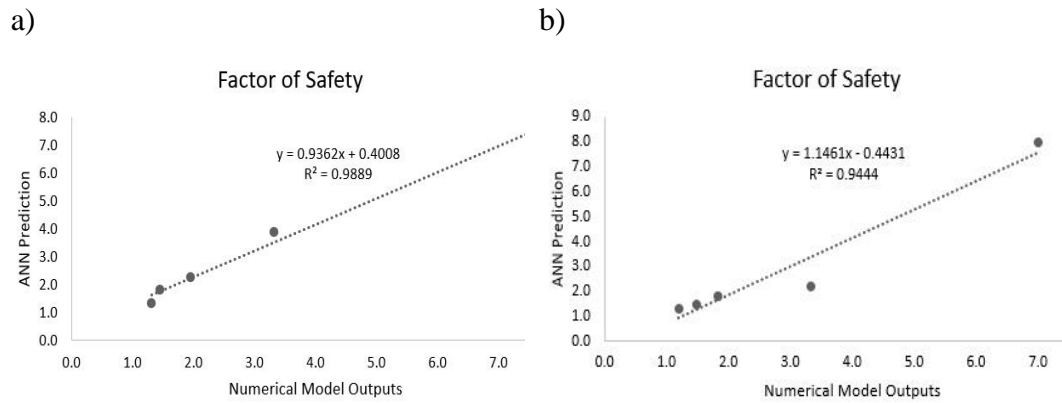 a)
Factor of Safety
8.0
7.0
6.0
5.0
4.0
3.0
2.0
1.0
0.0
ANN Prediction
y = 0.9362x + 0.4008
R² = 0.9889
0.0 1.0 2.0 3.0 4.0 5.0 6.0 7.0
Numerical Model Outputs
b)
Factor of Safety
9.0
8.0
7.0
6.0
5.0
4.0
3.0
2.0
1.0
0.0
ANN Prediction
y = 1.1461x - 0.4431
R² = 0.9444
0.0 1.0 2.0 3.0 4.0 5.0 6.0 7.0
Numerical Model Outputs